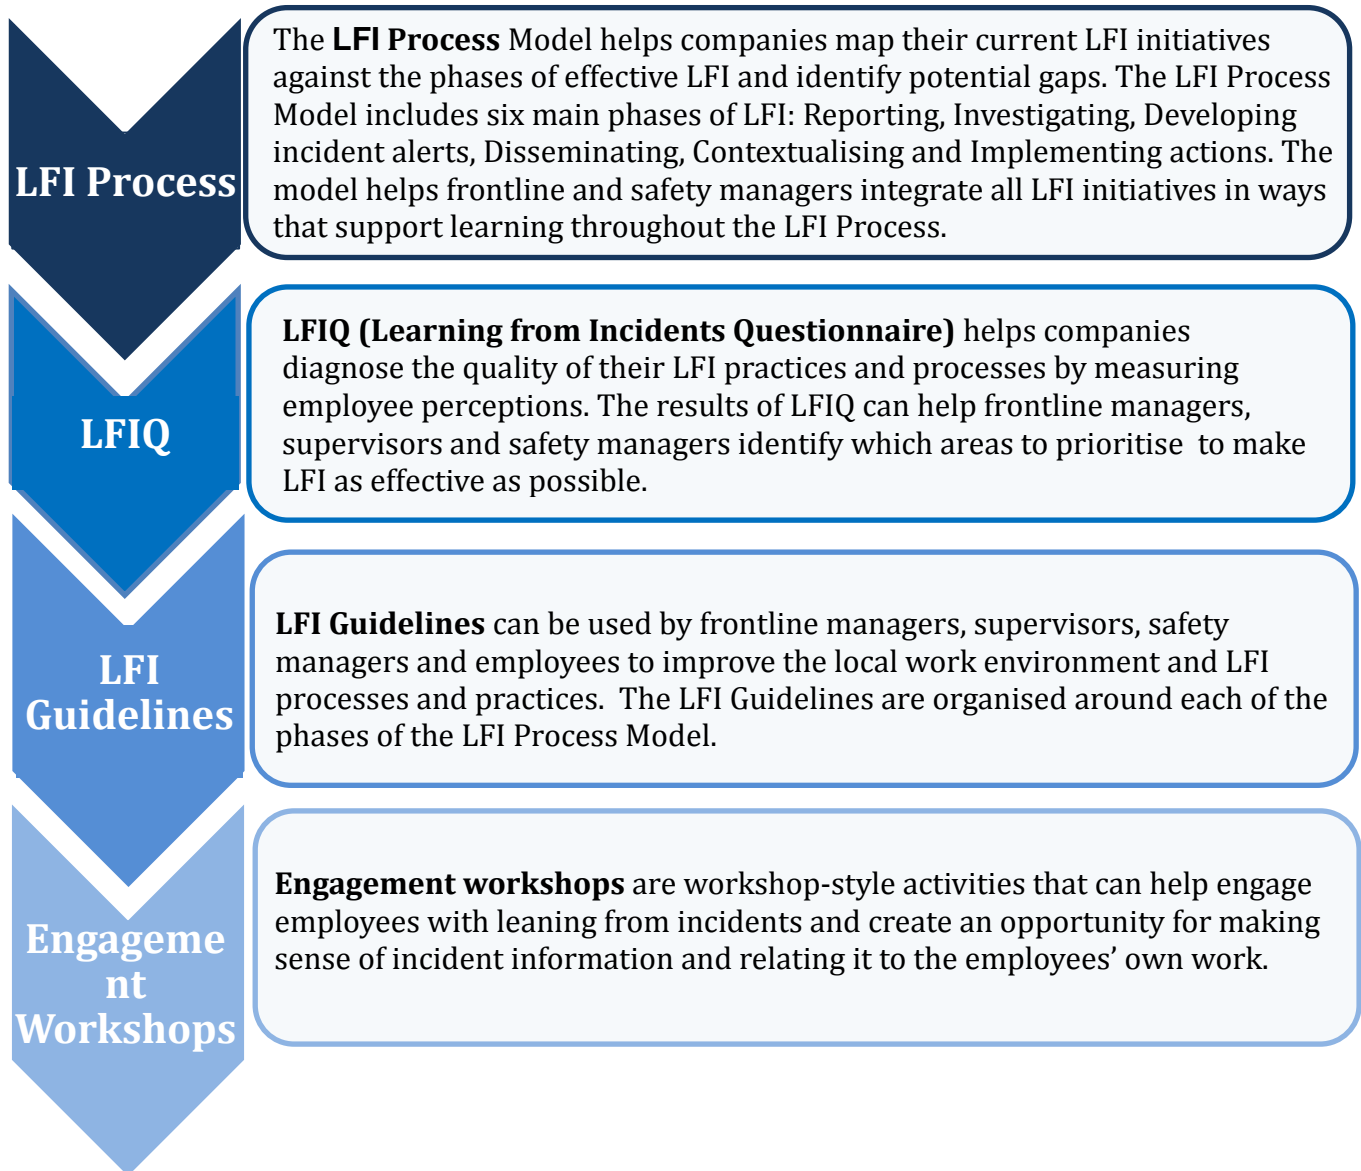 LFI Process
The LFI Process Model helps companies map their current LFI initiatives
against the phases of effective LFI and identify potential gaps. The LFI Process
Model includes six main phases of LFI: Reporting, Investigating, Developing
incident alerts, Disseminating, Contextualising and Implementing actions. The
model helps frontline and safety managers integrate all LFI initiatives in ways
that support learning throughout the LFI Process.
LFIQ
LFIQ (Learning from Incidents Questionnaire) helps companies
diagnose the quality of their LFI practices and processes by measuring
employee perceptions. The results of LFIQ can help frontline managers,
supervisors and safety managers identify which areas to prioritise  to make
LFI as effective as possible.
LFI
Guidelines
LFI Guidelines can be used by frontline managers, supervisors, safety
managers and employees to improve the local work environment and LFI
processes and practices.  The LFI Guidelines are organised around each of the
phases of the LFI Process Model.
Engageme
nt
Workshops
Engagement workshops are workshop-style activities that can help engage
employees with leaning from incidents and create an opportunity for making
sense of incident information and relating it to the employees’ own work.